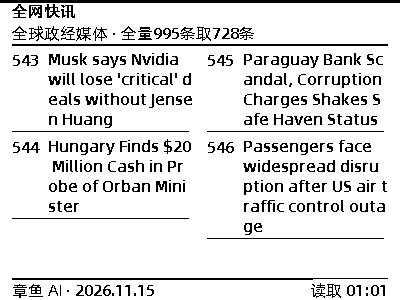 全网快讯
全球政经媒体 · 全量995条取728条
543 Musk says Nvidia
will lose 'critical' d
eals without Jense
n Huang
544 Hungary Finds $20
Million Cash in Pr
obe of Orban Mini
ster
545 Paraguay Bank Sc
andal, Corruption
Charges Shakes S
afe Haven Status
546 Passengers face
widespread disru
ption after US air t
raffic control outa
ge
章鱼 AI · 2026.11.15
读取 01:01